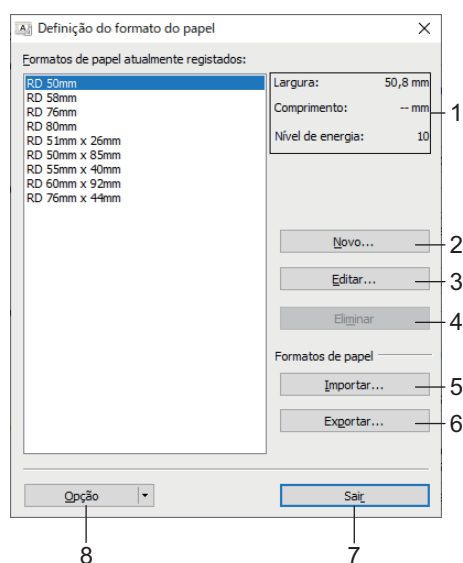 Definição do formato do papel
Formatos de papel atualmente registados:
RD 50mm
RD 58mm
RD 76mm
RD 80mm
RD 51mm x 26mm
RD 50mm x 85mm
RD 55mm x 40mm
RD 60mm x 92mm
RD 76mm x 44mm
Largura: 50,8 mm
Comprimento: -- mm
Nível de energia: 10
1
Novo... 2
Editar... 3
Eliminar 4
Formatos de papel
Importar... 5
Exportar... 6
Opção
Sair
8
7